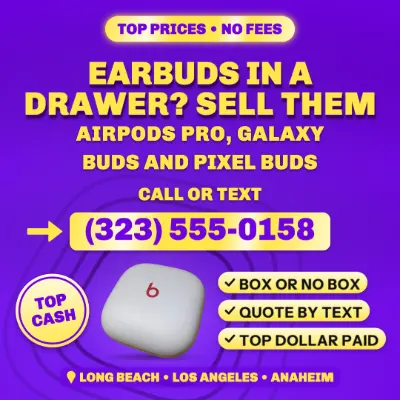 TOP PRICES • NO FEES
EARBUDS IN A
DRAWER? SELL THEM
AIRPODS PRO, GALAXY
BUDS AND PIXEL BUDS
CALL OR TEXT
(323) 555-0158
TOP
CASH
BOX OR NO BOX
QUOTE BY TEXT
TOP DOLLAR PAID
LONG BEACH • LOS ANGELES • ANAHEIM